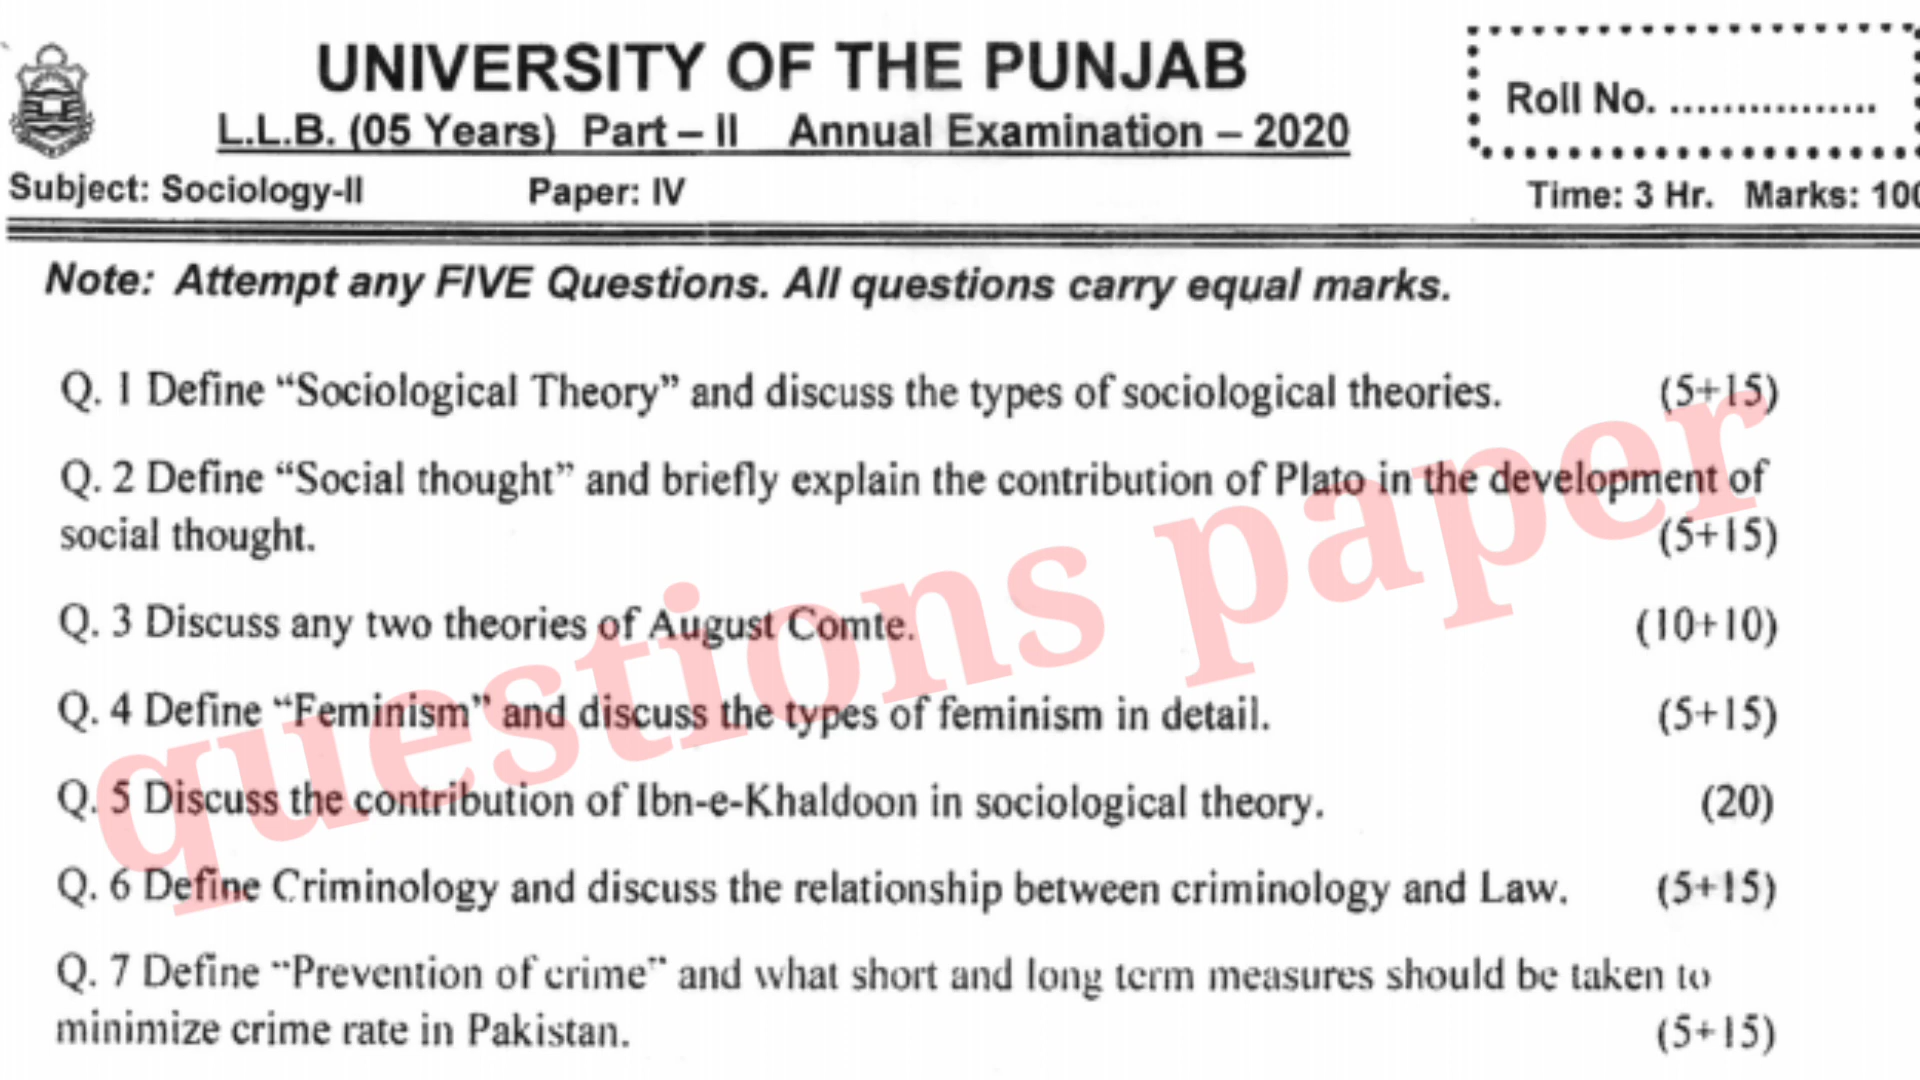 UNIVERSITY OF THE PUNJAB
L.L.B. (05 Years) Part – II Annual Examination – 2020
Roll No. ................
Subject: Sociology-II Paper: IV Time: 3 Hr. Marks: 100
Note: Attempt any FIVE Questions. All questions carry equal marks.
Q. 1 Define “Sociological Theory” and discuss the types of sociological theories. (5+15)
Q. 2 Define “Social thought” and briefly explain the contribution of Plato in the development of
social thought. (5+15)
Q. 3 Discuss any two theories of August Comte. (10+10)
Q. 4 Define “Feminism” and discuss the types of feminism in detail. (5+15)
Q. 5 Discuss the contribution of Ibn-e-Khaldoon in sociological theory. (20)
Q. 6 Define Criminology and discuss the relationship between criminology and Law. (5+15)
Q. 7 Define “Prevention of crime” and what short and long term measures should be taken to
minimize crime rate in Pakistan. (5+15)
questions paper